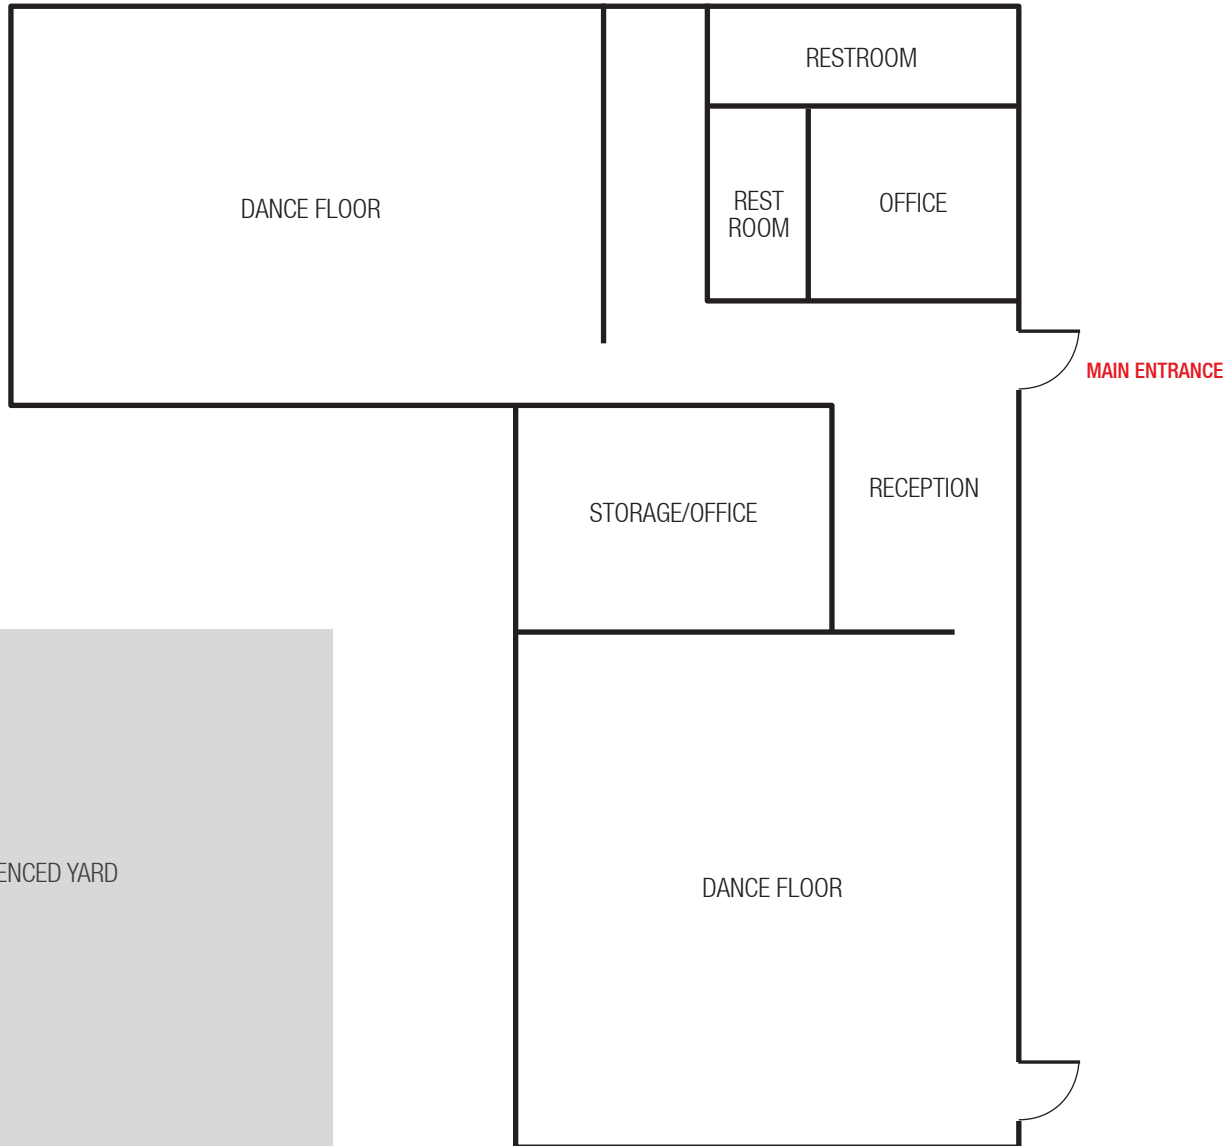 RESTROOM
DANCE FLOOR
REST
ROOM
OFFICE
MAIN ENTRANCE
RECEPTION
STORAGE/OFFICE
ENCED YARD
DANCE FLOOR